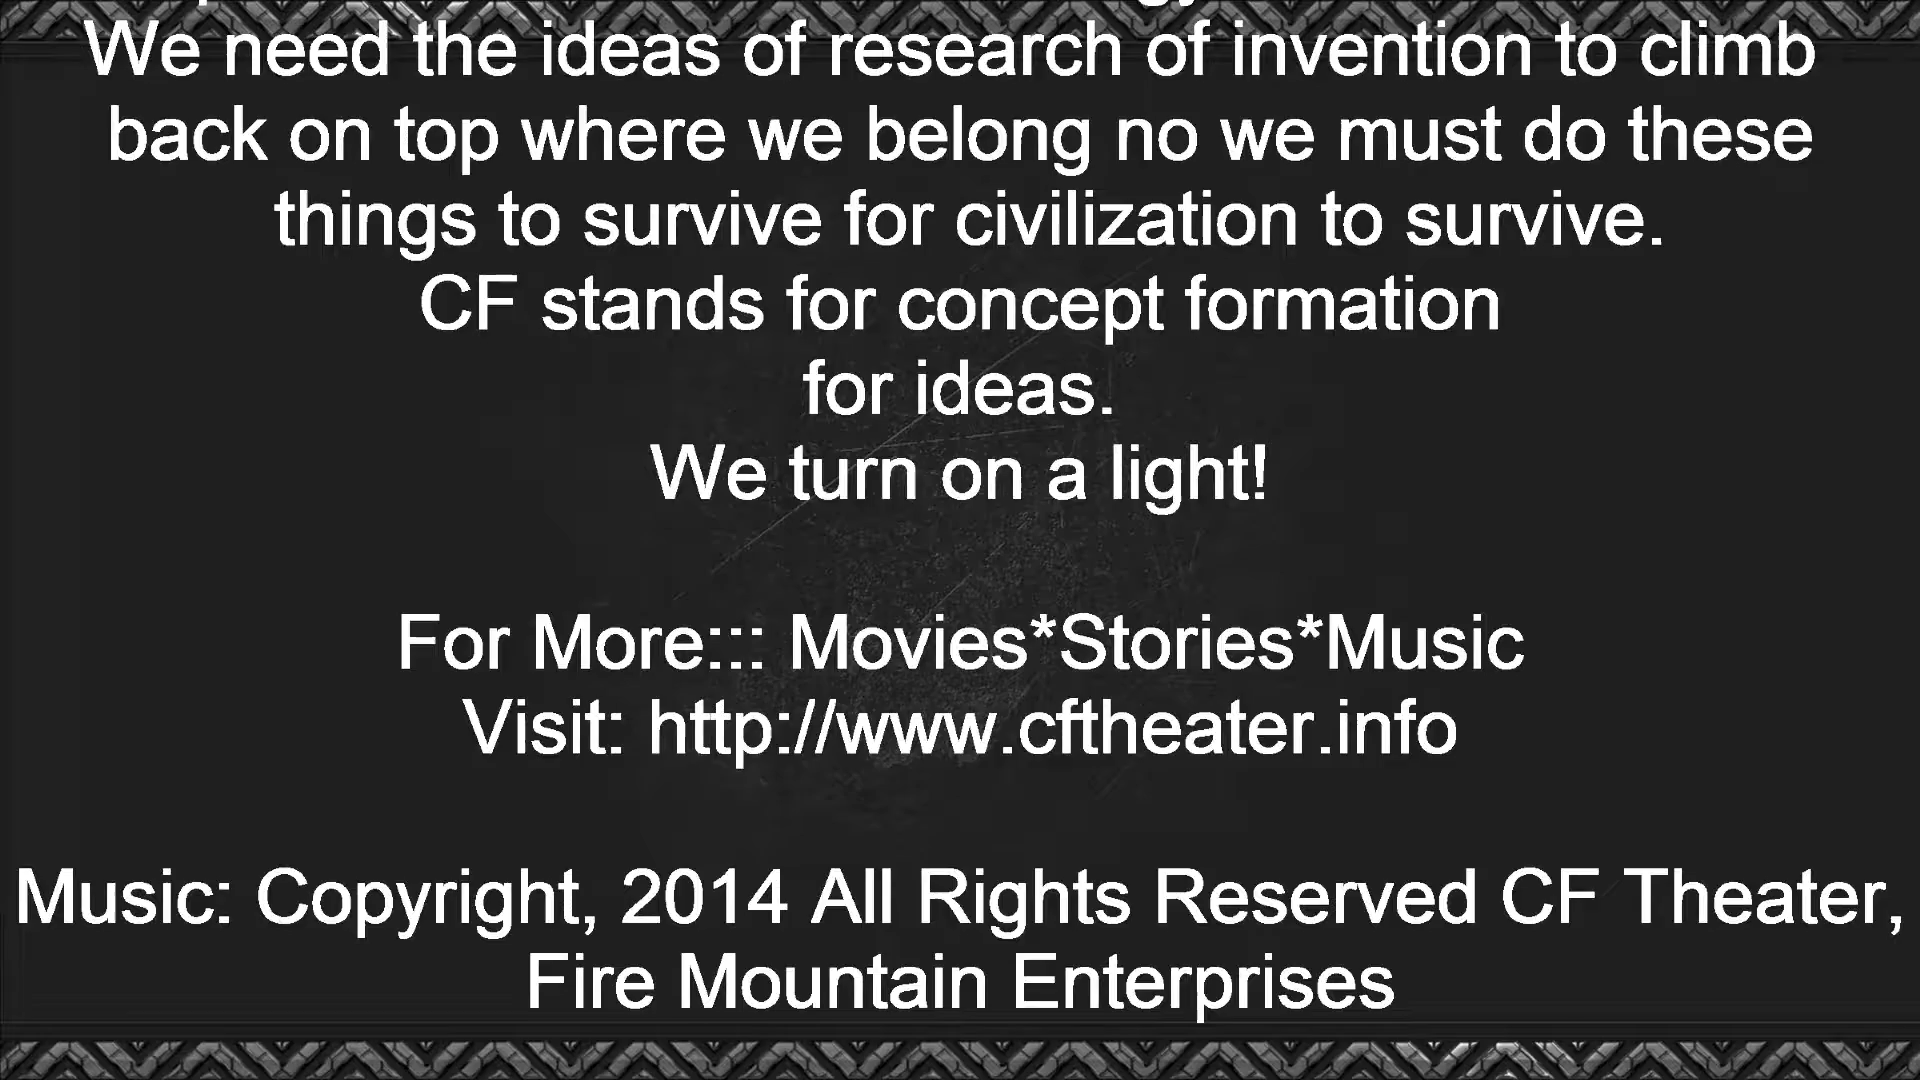 We need the ideas of research of invention to climb
back on top where we belong no we must do these
things to survive for civilization to survive.
CF stands for concept formation
for ideas.
We turn on a light!
For More::: Movies*Stories*Music
Visit: http://www.cftheater.info
Music: Copyright, 2014 All Rights Reserved CF Theater,
Fire Mountain Enterprises